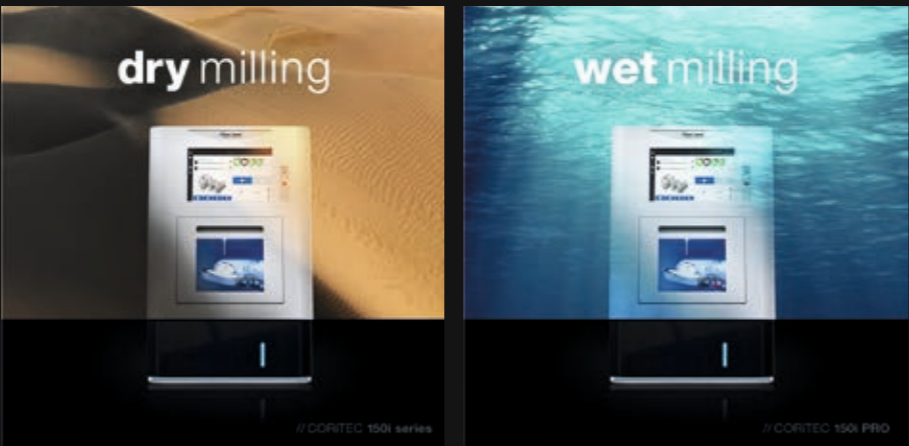 dry milling
// CORiTEC 150i series
wet milling
// CORiTEC 150i PRO